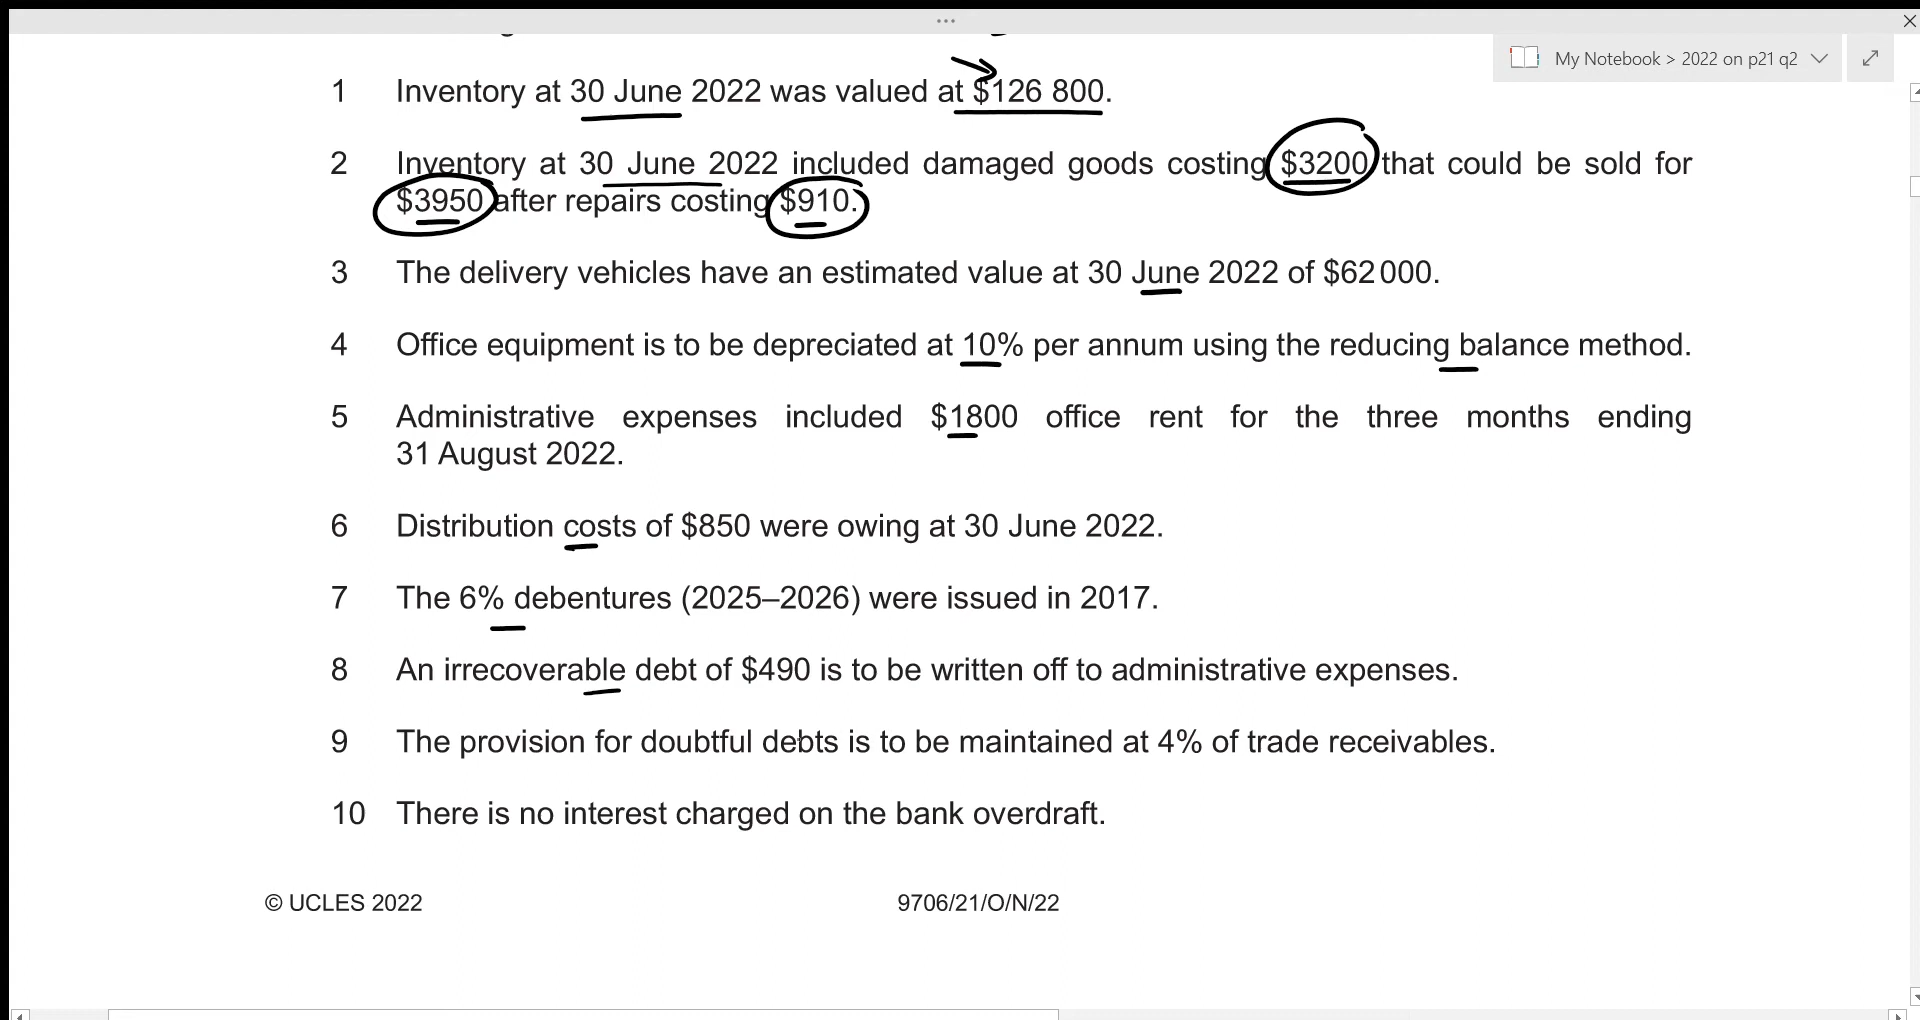 ...
My Notebook > 2022 on p21 q2
1 Inventory at 30 June 2022 was valued at $126 800.
2 Inventory at 30 June 2022 included damaged goods costing $3200 that could be sold for
$3950 after repairs costing $910.
3 The delivery vehicles have an estimated value at 30 June 2022 of $62 000.
4 Office equipment is to be depreciated at 10% per annum using the reducing balance method.
5 Administrative expenses included $1800 office rent for the three months ending
31 August 2022.
6 Distribution costs of $850 were owing at 30 June 2022.
7 The 6% debentures (2025–2026) were issued in 2017.
8 An irrecoverable debt of $490 is to be written off to administrative expenses.
9 The provision for doubtful debts is to be maintained at 4% of trade receivables.
10 There is no interest charged on the bank overdraft.
© UCLES 2022 9706/21/O/N/22